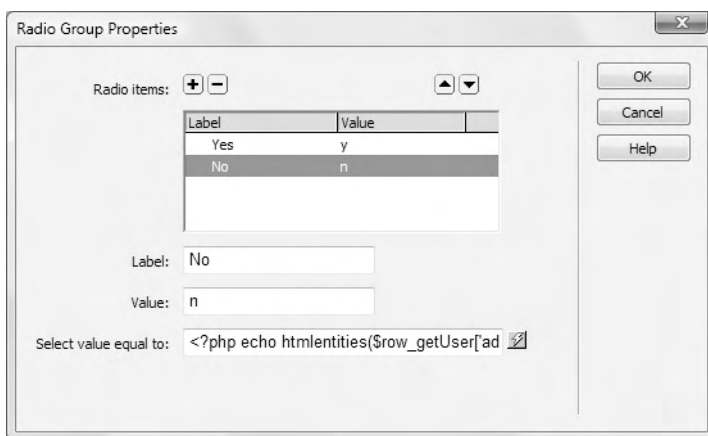 Radio Group Properties
X
Radio items: + −
OK
Cancel
Help
Label Value
Yes y
No n
Label: No
Value: n
Select value equal to: <?php echo htmlentities($row_getUser['ad